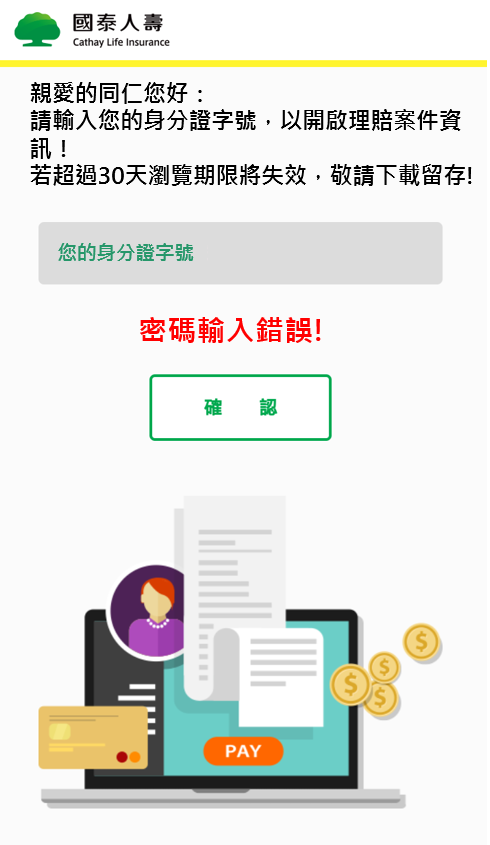 國泰人壽
Cathay Life Insurance
親愛的同仁您好：
請輸入您的身分證字號，以開啟理賠案件資
訊！
若超過30天瀏覽期限將失效，敬請下載留存!
您的身分證字號
密碼輸入錯誤!
確 認
PAY